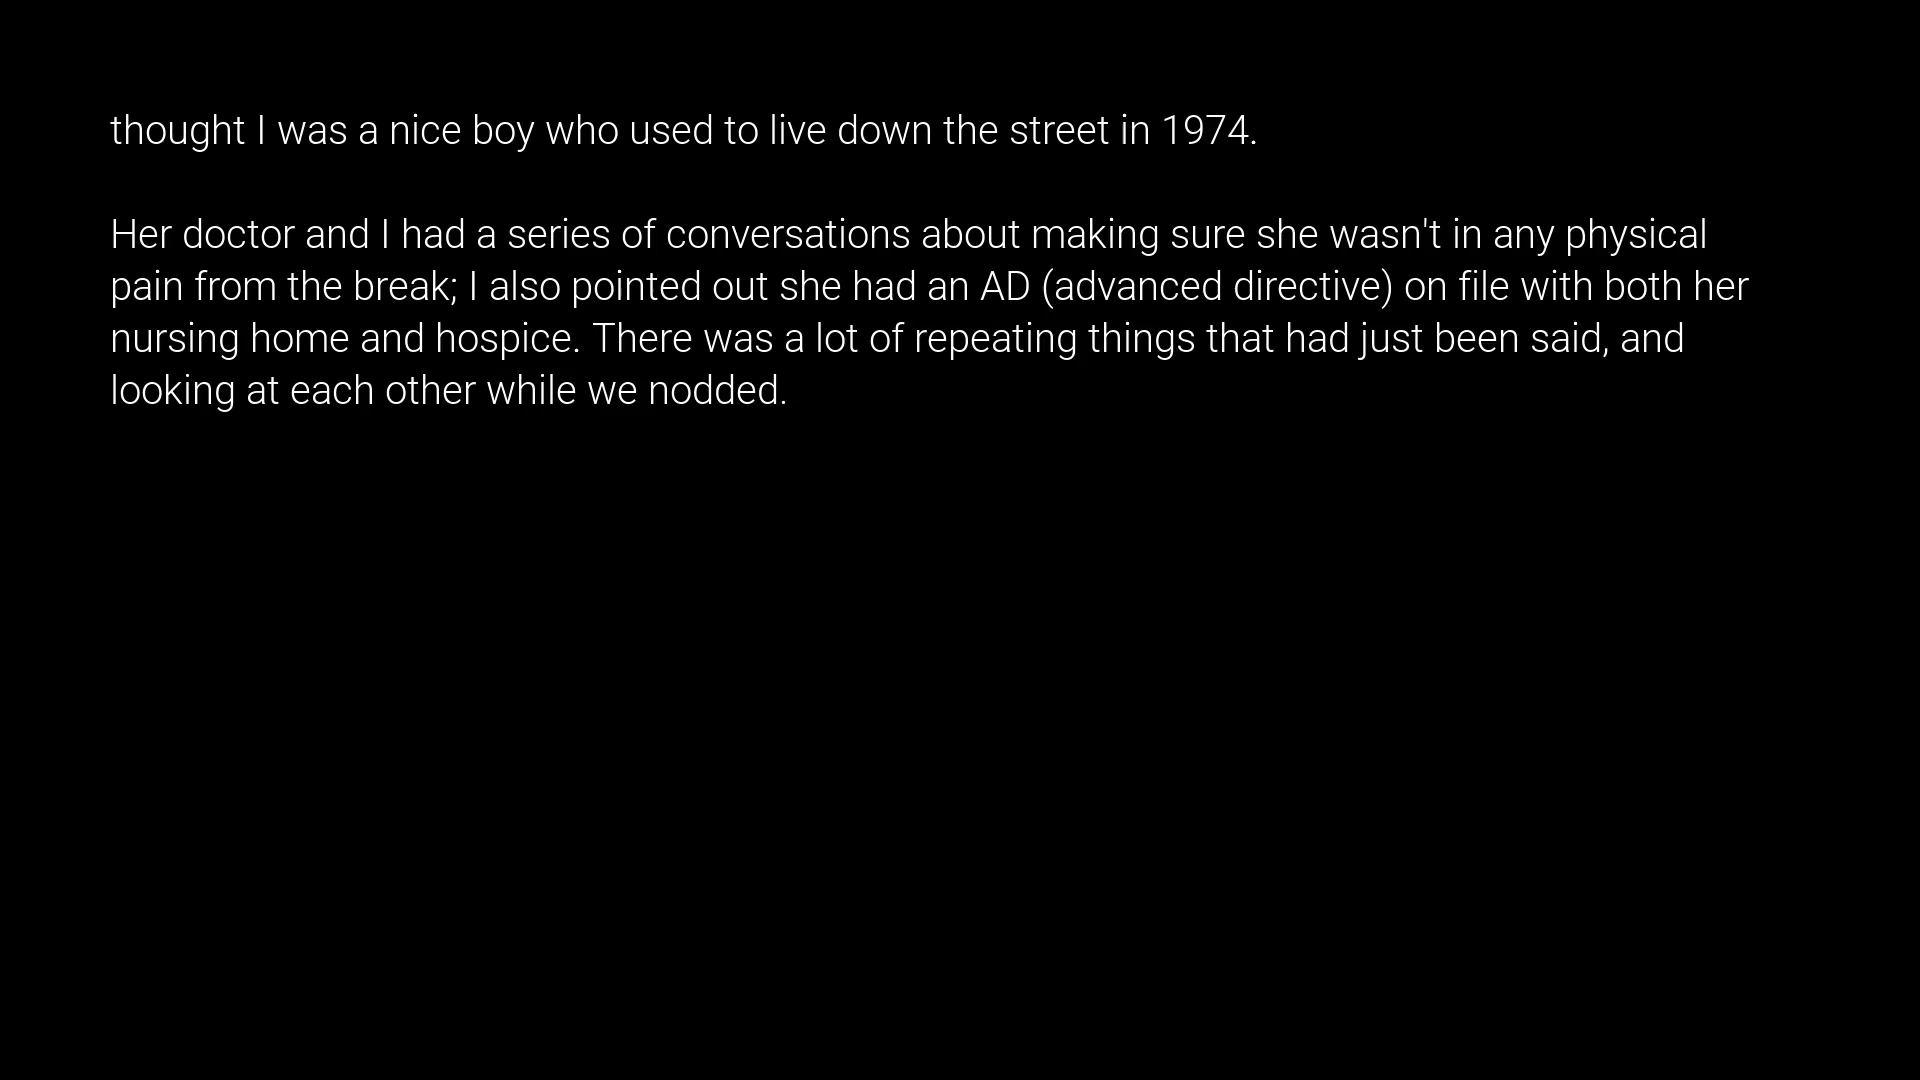 thought I was a nice boy who used to live down the street in 1974.
Her doctor and I had a series of conversations about making sure she wasn't in any physical
pain from the break; I also pointed out she had an AD (advanced directive) on file with both her
nursing home and hospice. There was a lot of repeating things that had just been said, and
looking at each other while we nodded.